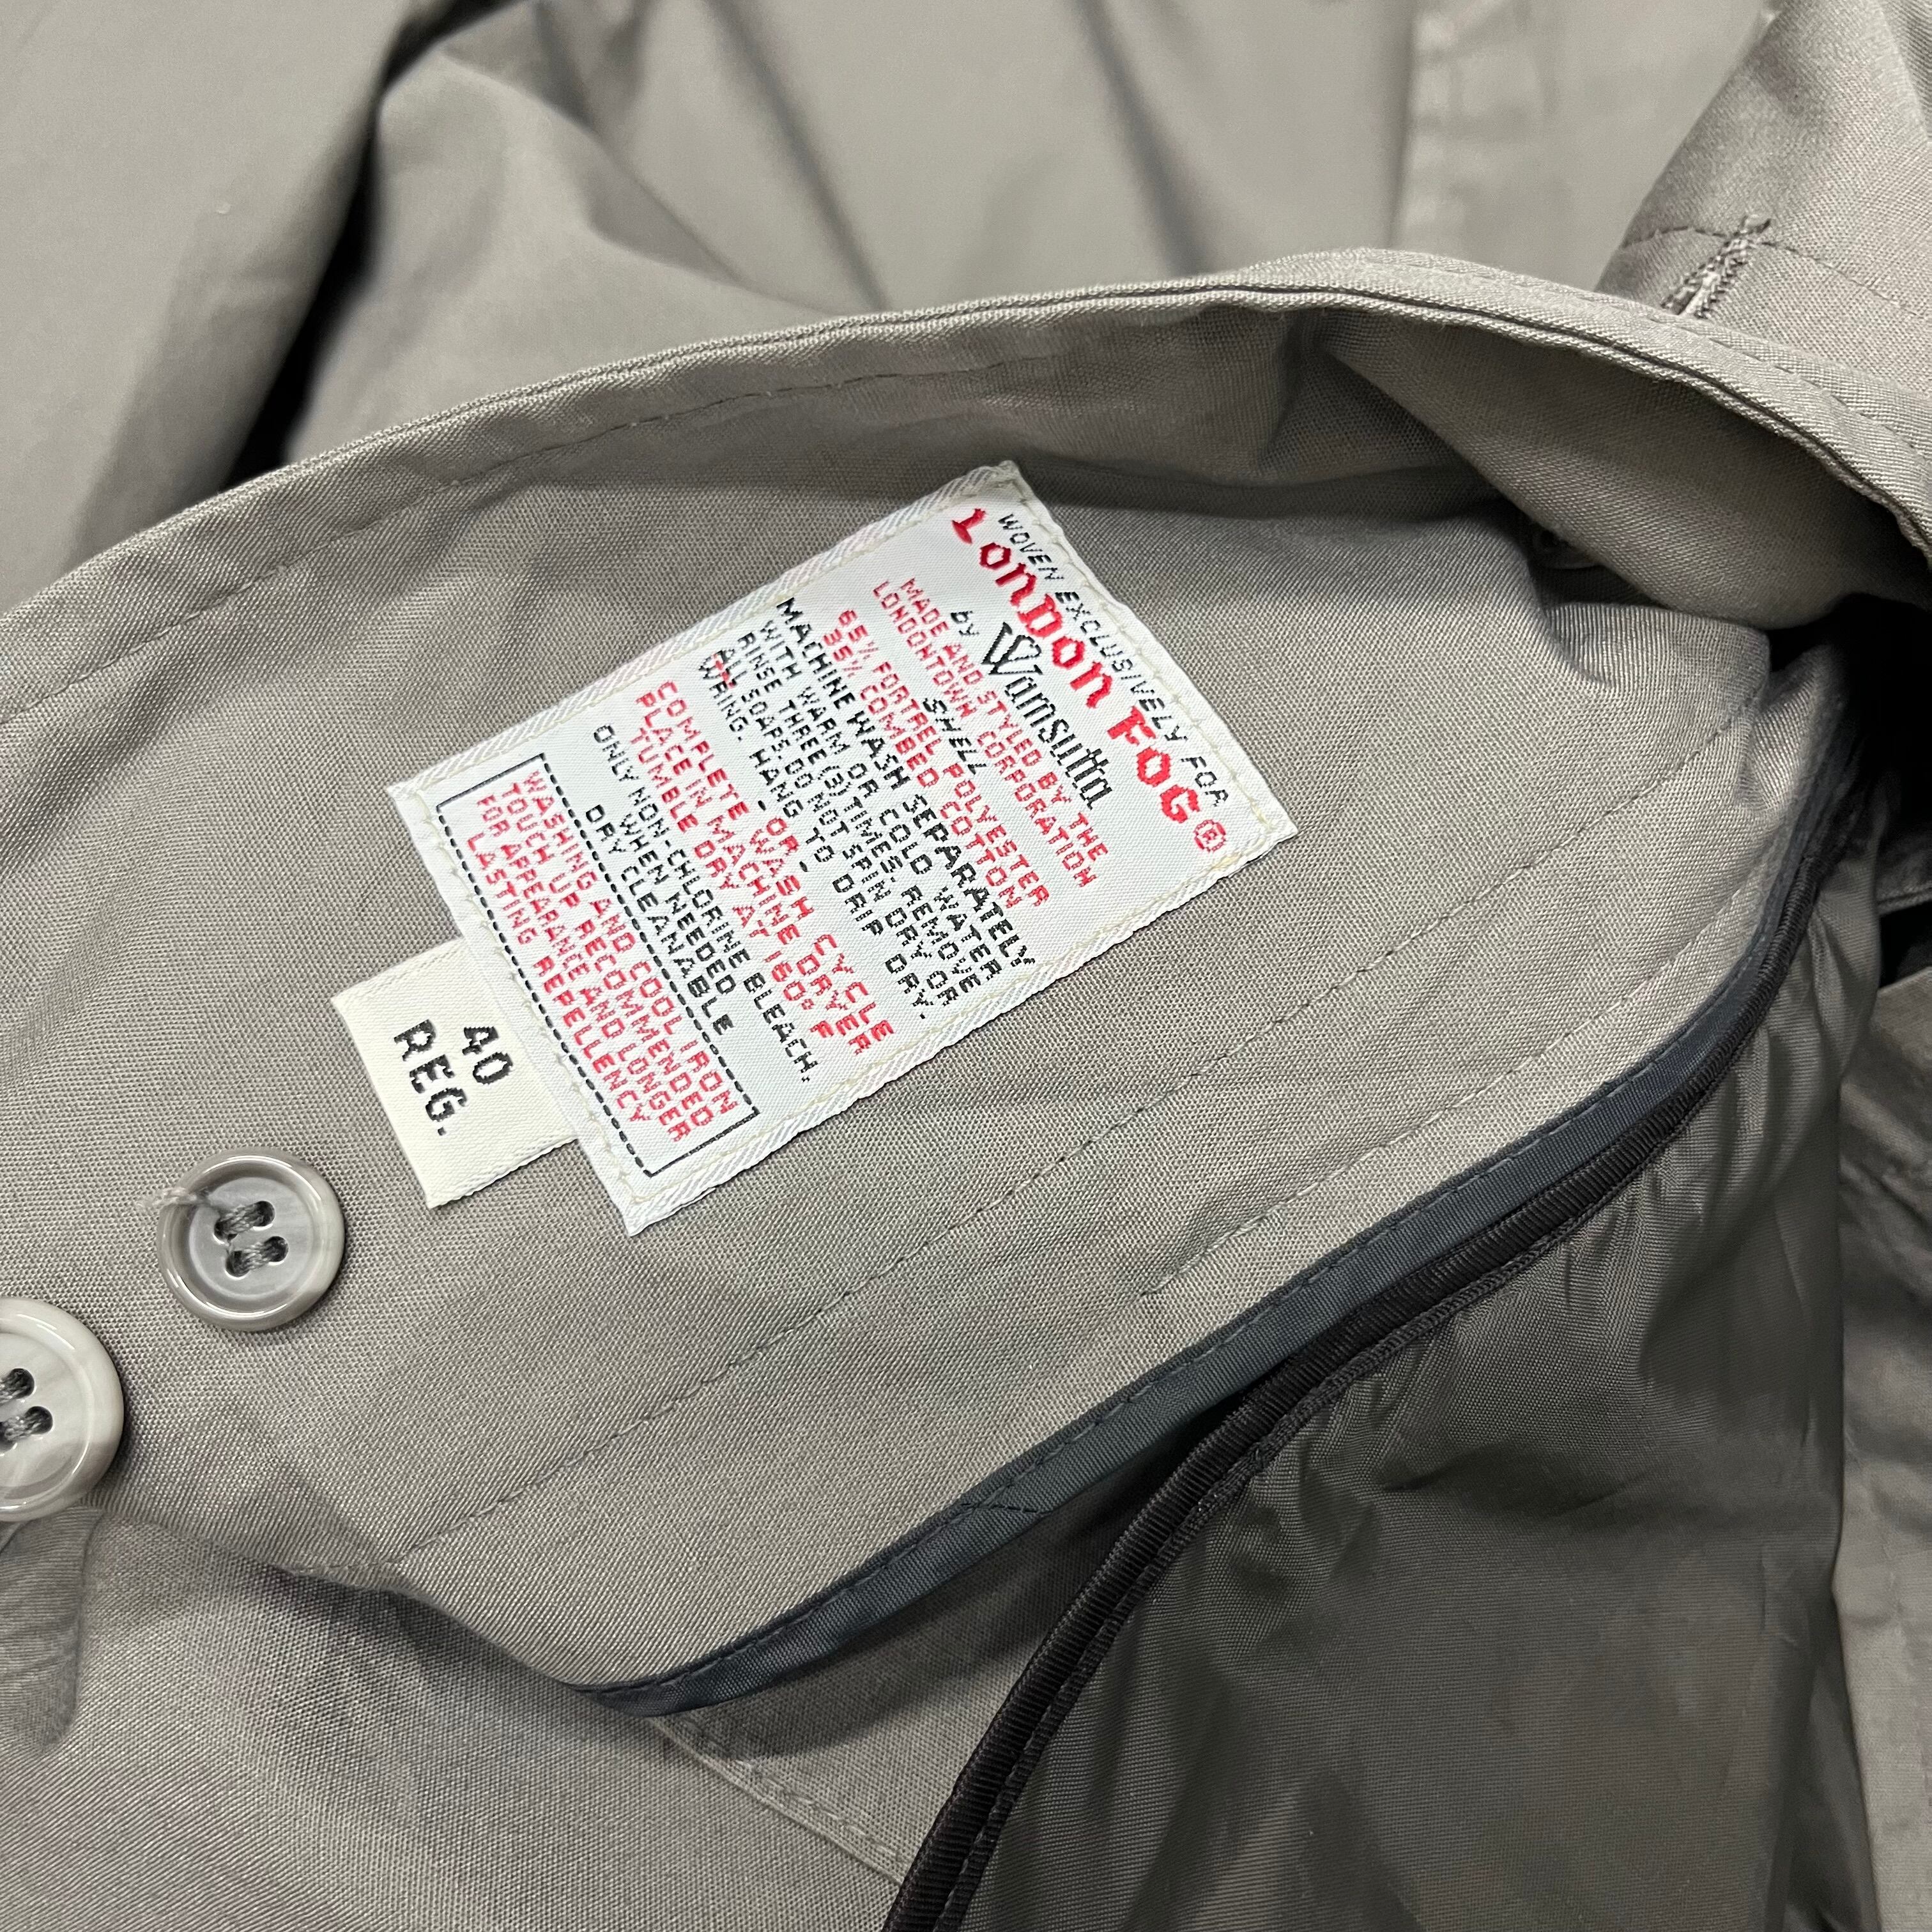 WOVEN EXCLUSIVELY FOR
LONDON FOG®
by Wamsutta
MADE AND STYLED BY THE
LONDONTOWN CORPORATION
SHELL
65% FORTREL POLYESTER
35% COMBED COTTON
MACHINE WASH SEPARATELY
WITH WARM OR COLD WATER
RINSE THREE (3) TIMES. REMOVE
ALL SOAPS. DO NOT SPIN DRY OR
WRING. HANG TO DRIP DRY.
- OR -
COMPLETE WASH CYCLE
PLACE IN MACHINE DRYER
TUMBLE DRY AT 160° F
ONLY NON-CHLORINE BLEACH.
WHEN NEEDED
DRY CLEANABLE.
WASHING AND COOL IRON
TOUCH UP RECOMMENDED
FOR APPEARANCE AND LONGER
LASTING REPELLENCY
40
REG.